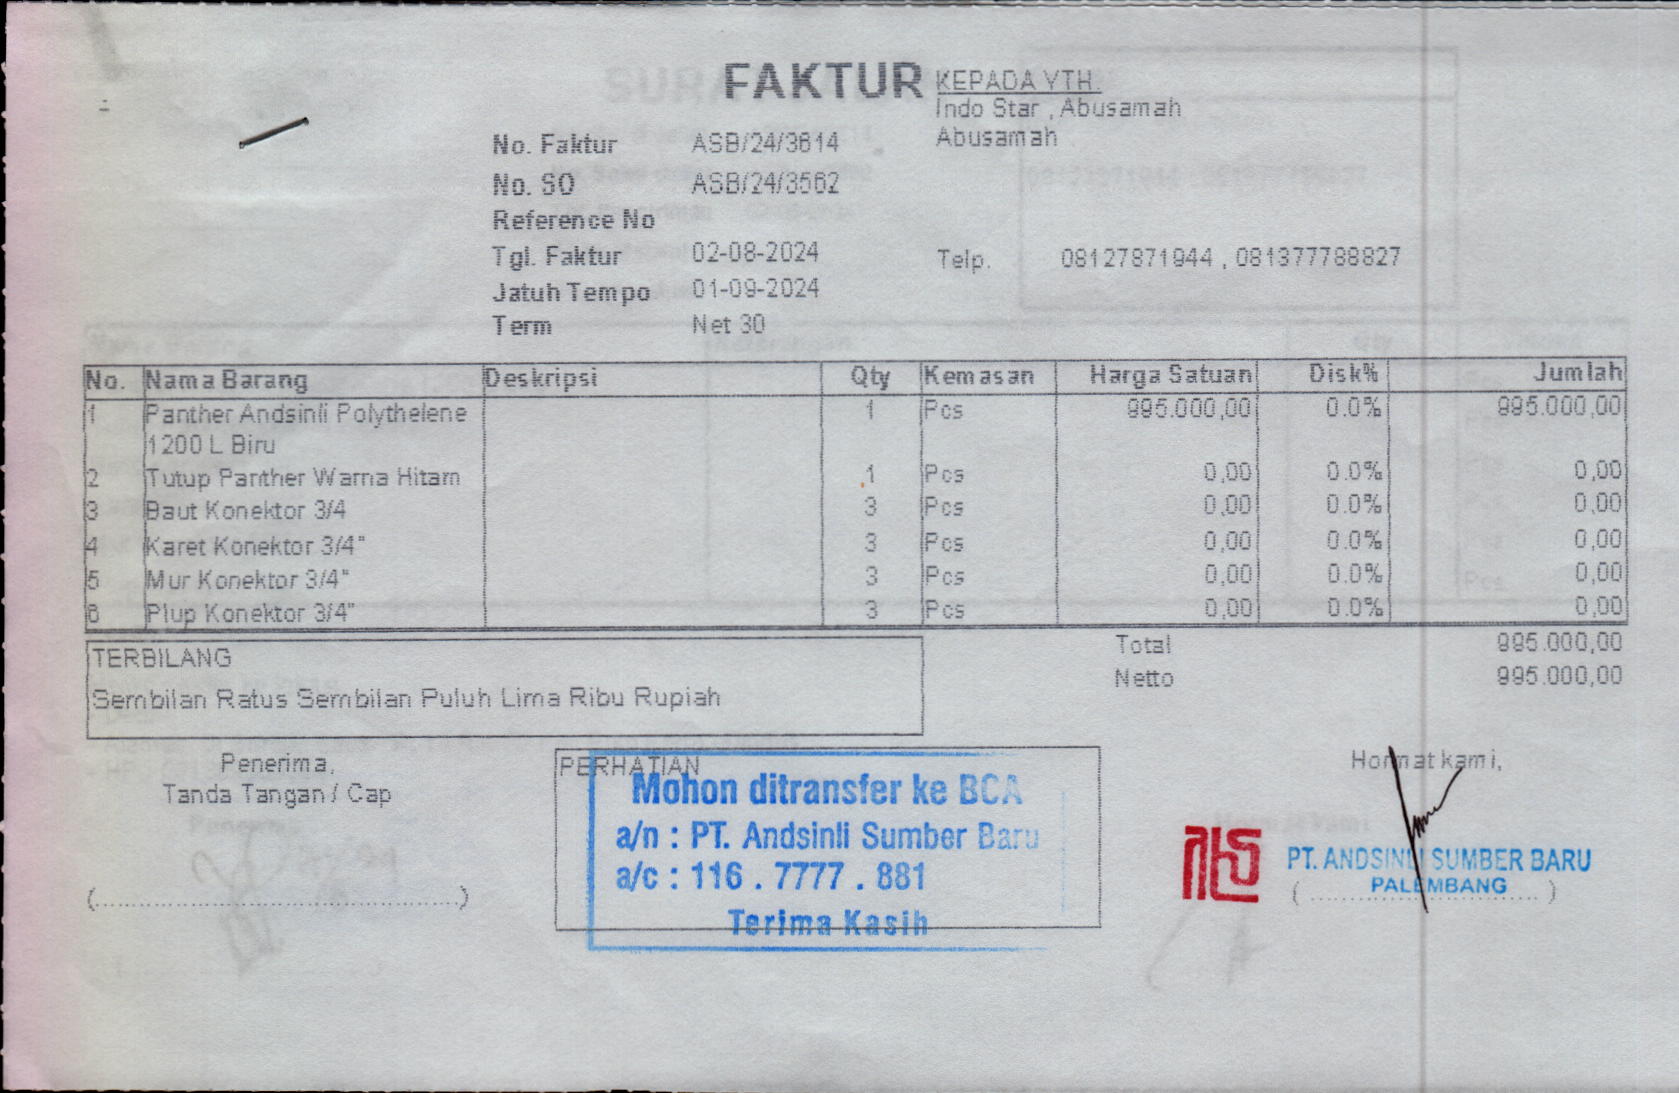 FAKTUR
KEPADA YTH.
Indo Star , Abusamah
Abusamah
No. Faktur ASB/24/3614
No. SO ASB/24/3562
Reference No
Tgl. Faktur 02-08-2024
Telp. 08127871944 , 081377788827
Jatuh Tempo 01-09-2024
Term Net 30
No. Nama Barang Deskripsi Qty Kemasan Harga Satuan Disk% Jumlah
1 Panther Andsinli Polythelene 1 Pcs 995.000,00 0.0% 995.000,00
1200 L Biru
2 Tutup Panther Warna Hitam 1 Pcs 0,00 0.0% 0,00
3 Baut Konektor 3/4 3 Pcs 0,00 0.0% 0,00
4 Karet Konektor 3/4" 3 Pcs 0,00 0.0% 0,00
5 Mur Konektor 3/4" 3 Pcs 0,00 0.0% 0,00
6 Plup Konektor 3/4" 3 Pcs 0,00 0.0% 0,00
Total 995.000,00
Netto 995.000,00
TERBILANG
Sembilan Ratus Sembilan Puluh Lima Ribu Rupiah
Penerima,
Tanda Tangan / Cap
(..................................................)
PERHATIAN
Mohon ditransfer ke BCA
a/n : PT. Andsinli Sumber Baru
a/c : 116 . 7777 . 881
Terima Kasih
Hormat kami,
PT. ANDSINLI SUMBER BARU
PALEMBANG
(..............................)